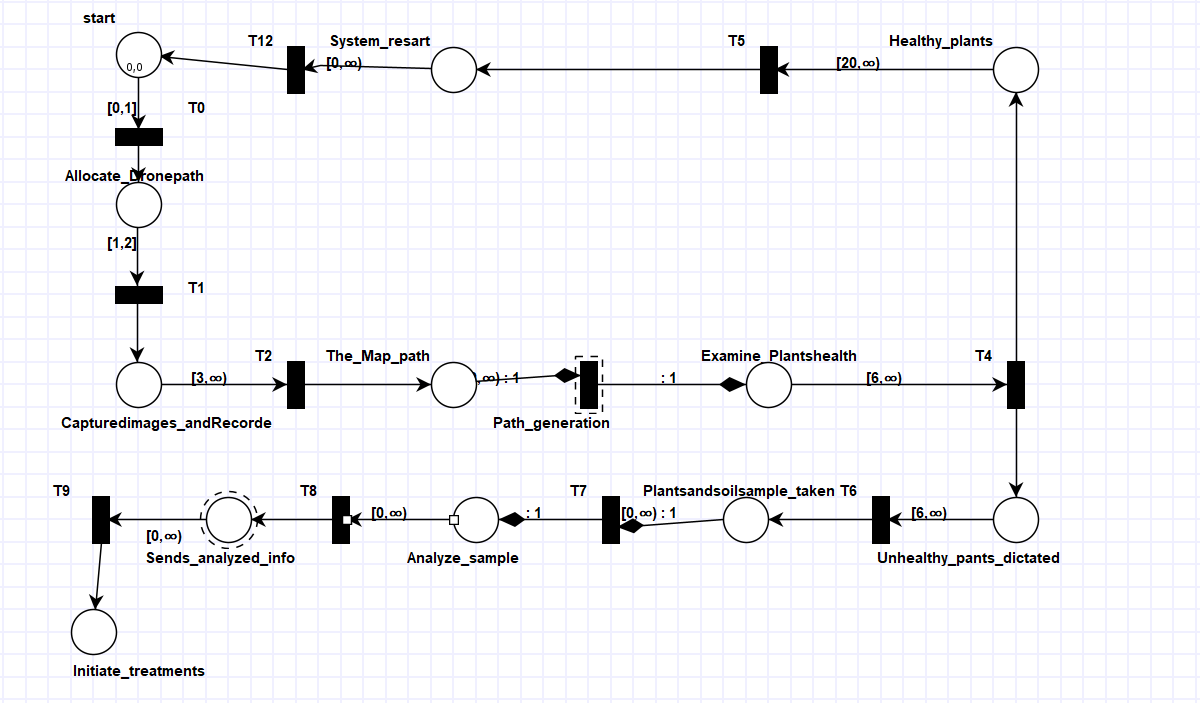 start
T12
System_resart
T5
Healthy_plants
0,0
[0,∞)
[20,∞)
[0,1]
T0
Allocate_Dronepath
[1,2]
T1
T2
The_Map_path
Examine_Plantshealth
T4
[3,∞)
,∞) : 1
: 1
[6,∞)
Capturedimages_andRecorde
Path_generation
T9
T8
T7
Plantsandsoilsample_taken
T6
[0,∞)
: 1
[0,∞) : 1
[6,∞)
[0,∞)
Sends_analyzed_info
Analyze_sample
Unhealthy_pants_dictated
Initiate_treatments